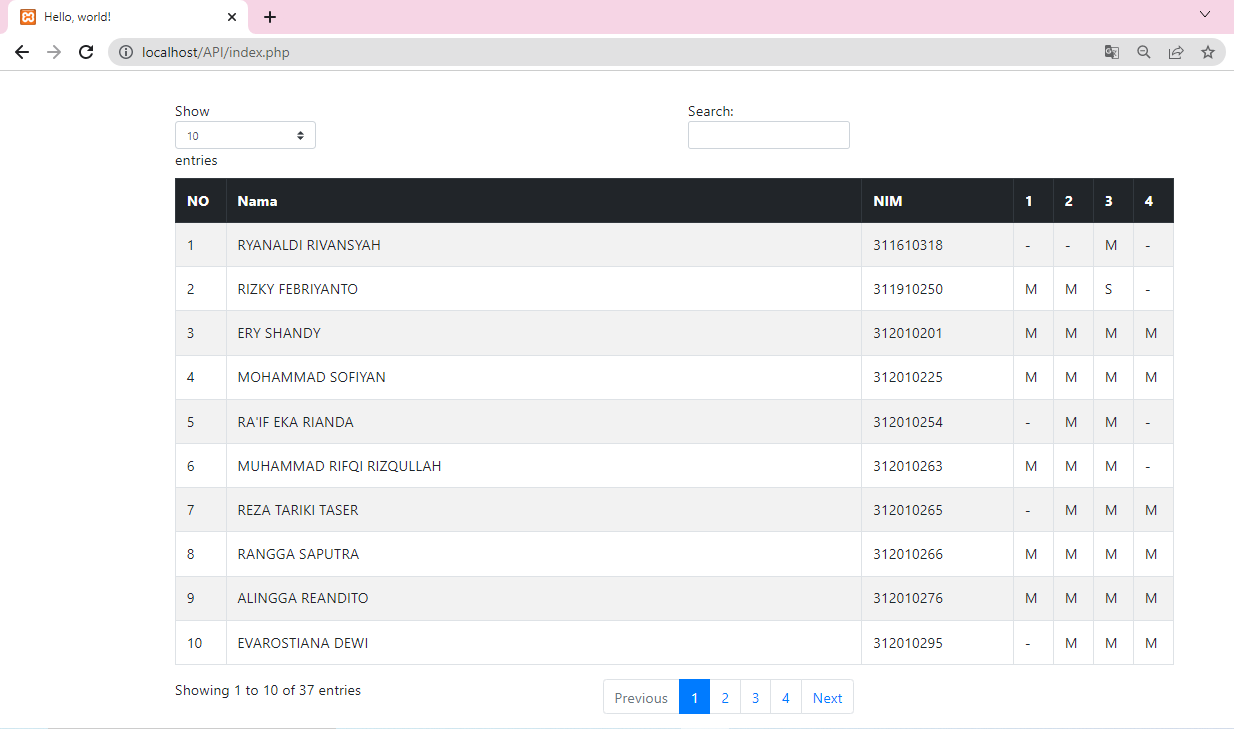 Hello, world!
localhost/API/index.php
Show
Search:
10
entries
NO Nama NIM 1 2 3 4
1 RYANALDI RIVANSYAH 311610318 - - M -
2 RIZKY FEBRIYANTO 311910250 M M S -
3 ERY SHANDY 312010201 M M M M
4 MOHAMMAD SOFIYAN 312010225 M M M M
5 RA'IF EKA RIANDA 312010254 - M M -
6 MUHAMMAD RIFQI RIZQULLAH 312010263 M M M -
7 REZA TARIKI TASER 312010265 - M M M
8 RANGGA SAPUTRA 312010266 M M M M
9 ALINGGA REANDITO 312010276 M M M M
10 EVAROSTIANA DEWI 312010295 - M M M
Showing 1 to 10 of 37 entries
Previous 1 2 3 4 Next